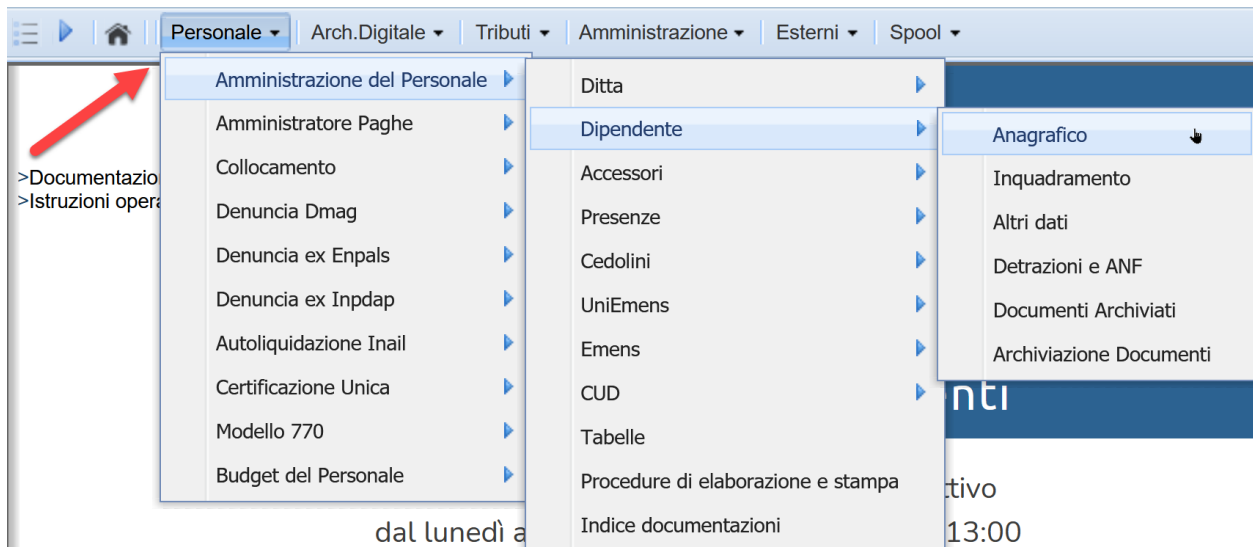 Personale Arch.Digitale Tributi Amministrazione Esterni Spool
Amministrazione del Personale
Amministratore Paghe
Collocamento
Denuncia Dmag
Denuncia ex Enpals
Denuncia ex Inpdap
Autoliquidazione Inail
Certificazione Unica
Modello 770
Budget del Personale
Ditta
Dipendente
Accessori
Presenze
Cedolini
UniEmens
Emens
CUD
Tabelle
Procedure di elaborazione e stampa
Indice documentazioni
Anagrafico
Inquadramento
Altri dati
Detrazioni e ANF
Documenti Archiviati
Archiviazione Documenti
>Documentazio
>Istruzioni opera
nti
ttivo
dal lunedì a 13:00